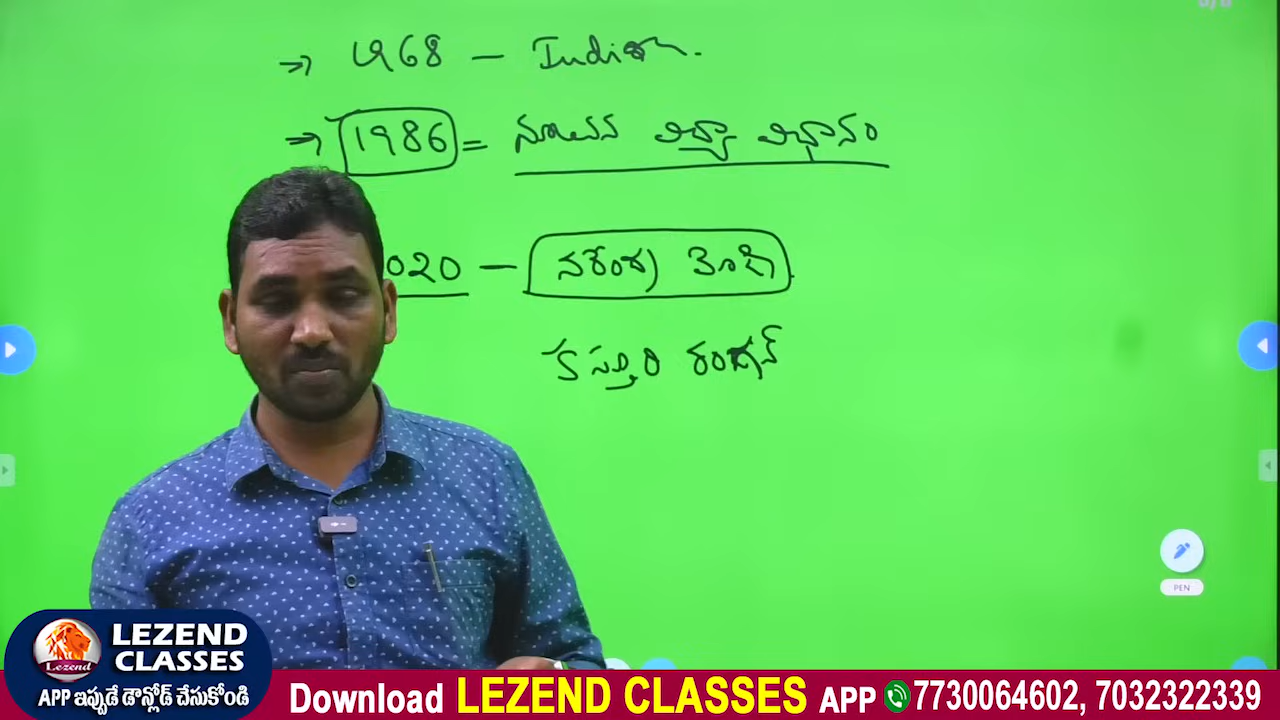 ⇒ 1968 - Indian.
⇒ 1986 = నూతన విద్యా విధానం
020 - నరేంద్ర మోది.
కస్తూరి రంగన్
PEN
Lezend
LEZEND
CLASSES
APP ఇప్పుడే డౌన్లోడ్ చేసుకోండి
Download LEZEND CLASSES APP 7730064602, 7032322339